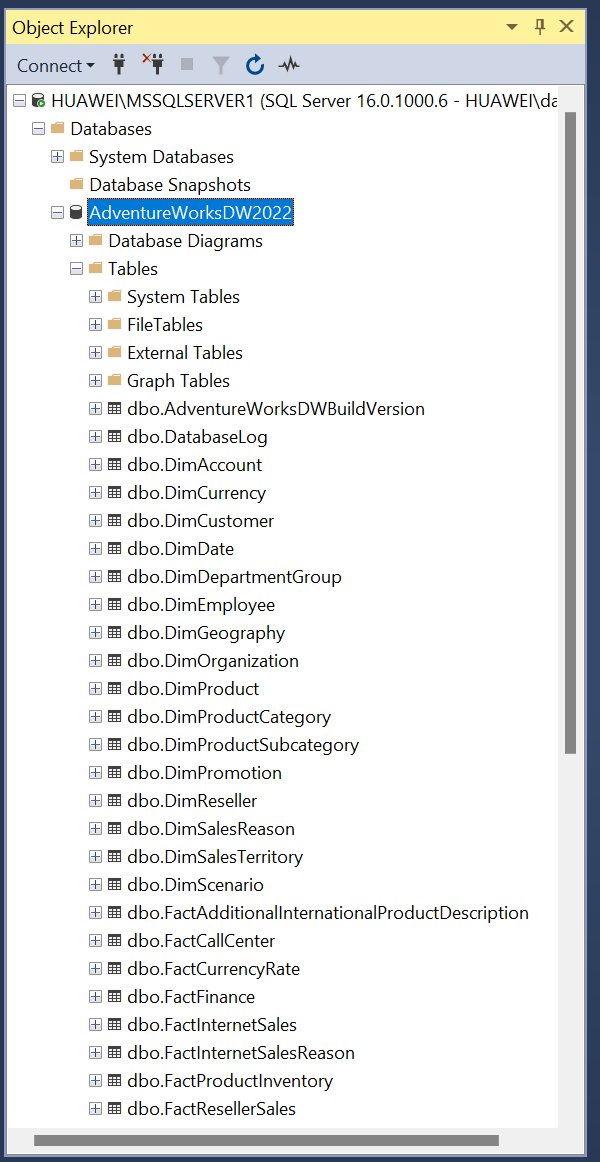 Object Explorer
Connect
HUAWEI\MSSQLSERVER1 (SQL Server 16.0.1000.6 - HUAWEI\da
Databases
System Databases
Database Snapshots
AdventureWorksDW2022
Database Diagrams
Tables
System Tables
FileTables
External Tables
Graph Tables
dbo.AdventureWorksDWBuildVersion
dbo.DatabaseLog
dbo.DimAccount
dbo.DimCurrency
dbo.DimCustomer
dbo.DimDate
dbo.DimDepartmentGroup
dbo.DimEmployee
dbo.DimGeography
dbo.DimOrganization
dbo.DimProduct
dbo.DimProductCategory
dbo.DimProductSubcategory
dbo.DimPromotion
dbo.DimReseller
dbo.DimSalesReason
dbo.DimSalesTerritory
dbo.DimScenario
dbo.FactAdditionalInternationalProductDescription
dbo.FactCallCenter
dbo.FactCurrencyRate
dbo.FactFinance
dbo.FactInternetSales
dbo.FactInternetSalesReason
dbo.FactProductInventory
dbo.FactResellerSales